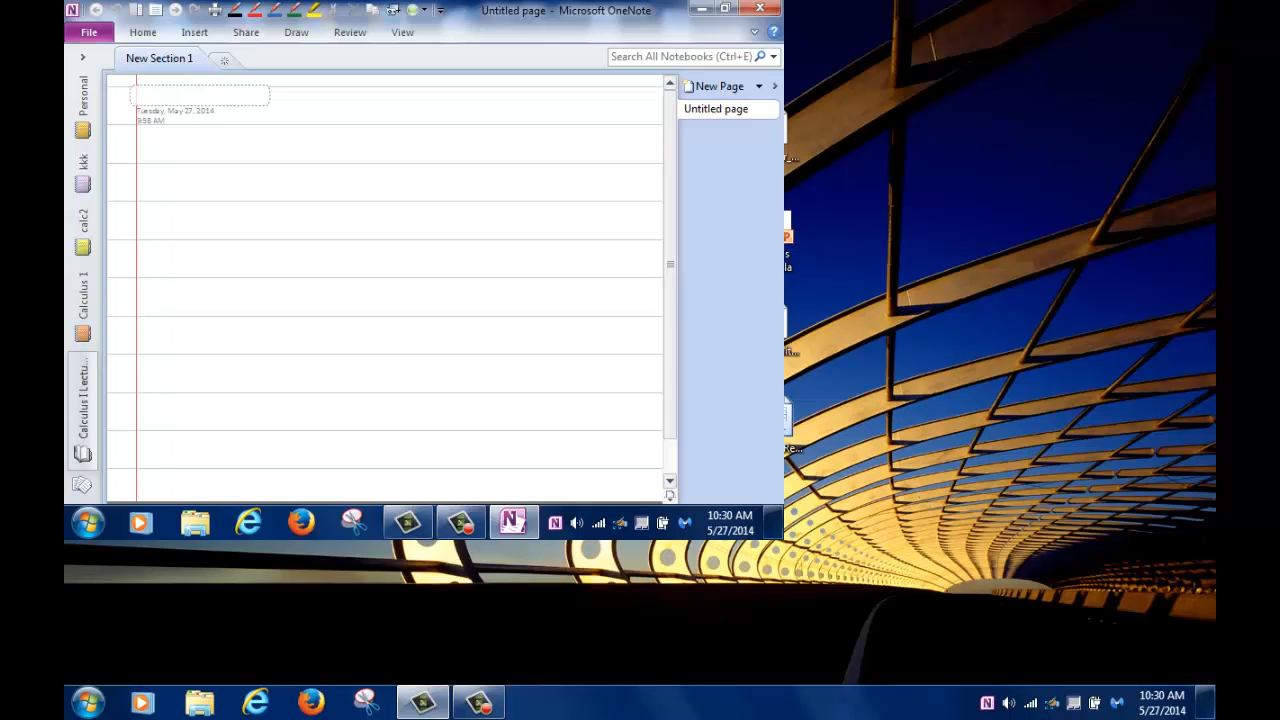 Untitled page - Microsoft OneNote
File Home Insert Share Draw Review View
New Section 1
Search All Notebooks (Ctrl+E)
New Page
Untitled page
Tuesday, May 27, 2014
9:58 AM
Personal
kkk
calc2
Calculus 1
Calculus I Lectu...
10:30 AM
5/27/2014
10:30 AM
5/27/2014